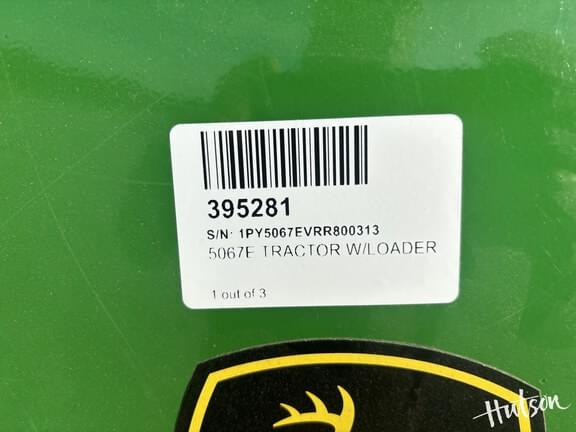 395281
S/N: 1PY5067EVRR800313
5067E TRACTOR W/LOADER
1 out of 3
Hutson